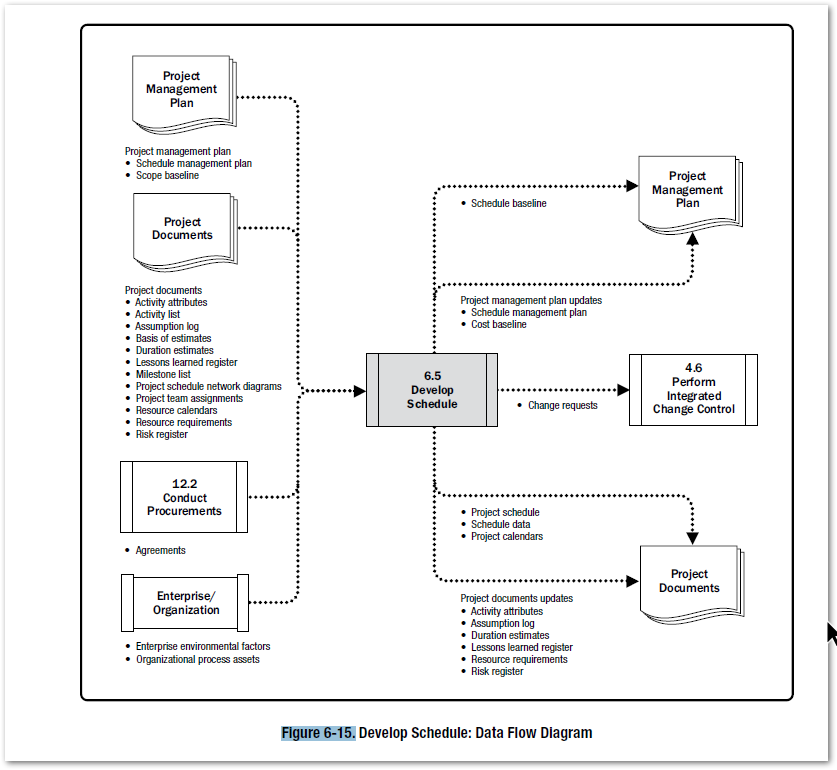 Project
Management
Plan
Project management plan
• Schedule management plan
• Scope baseline
Project
Documents
Project documents
• Activity attributes
• Activity list
• Assumption log
• Basis of estimates
• Duration estimates
• Lessons learned register
• Milestone list
• Project schedule network diagrams
• Project team assignments
• Resource calendars
• Resource requirements
• Risk register
12.2
Conduct
Procurements
• Agreements
Enterprise/
Organization
• Enterprise environmental factors
• Organizational process assets
6.5
Develop
Schedule
• Schedule baseline
Project
Management
Plan
Project management plan updates
• Schedule management plan
• Cost baseline
• Change requests
4.6
Perform
Integrated
Change Control
• Project schedule
• Schedule data
• Project calendars
Project
Documents
Project documents updates
• Activity attributes
• Assumption log
• Duration estimates
• Lessons learned register
• Resource requirements
• Risk register
Figure 6-15. Develop Schedule: Data Flow Diagram